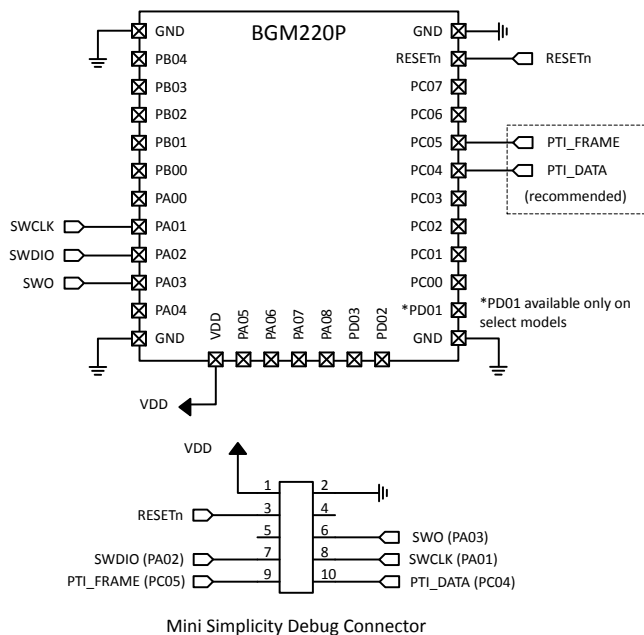 BGM220P
GND GND
PB04 RESETn RESETn
PB03 PC07
PB02 PC06
PB01 PC05 PTI_FRAME
PB00 PC04 PTI_DATA
PA00 PC03 (recommended)
SWCLK PA01 PC02
SWDIO PA02 PC01
SWO PA03 PC00
PA04 *PD01 *PD01 available only on
select models
GND GND
VDD PA05 PA06 PA07 PA08 PD03 PD02
VDD
VDD
1 2
RESETn 3 4
5 6 SWO (PA03)
SWDIO (PA02) 7 8 SWCLK (PA01)
PTI_FRAME (PC05) 9 10 PTI_DATA (PC04)
Mini Simplicity Debug Connector